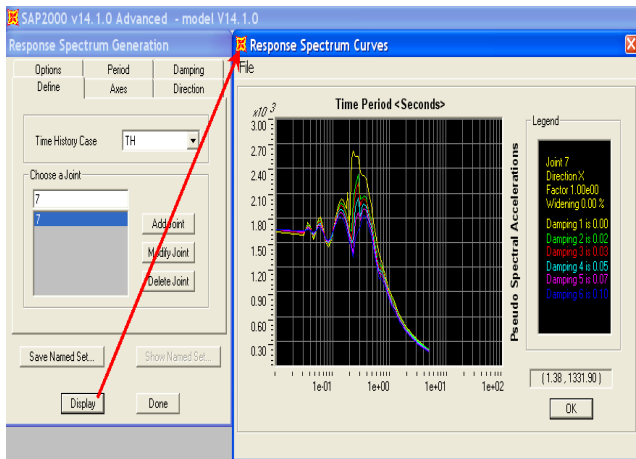 SAP2000 v14.1.0 Advanced - model V14.1.0
Response Spectrum Generation
Options Period Damping
Define Axes Direction
Time History Case TH
Choose a Joint
7
7
Add Joint
Modify Joint
Delete Joint
Save Named Set...
Show Named Set...
Display
Done
Response Spectrum Curves
File
Time Period <Seconds>
x10 3
3.00
2.70
2.40
2.10
1.80
1.50
1.20
0.90
0.60
0.30
1e-01 1e+00 1e+01 1e+02
Pseudo Spectral Accelerations
Legend
Joint 7
Direction X
Factor 1.00e00
Widening 0.00 %
Damping 1 is 0.00
Damping 2 is 0.02
Damping 3 is 0.03
Damping 4 is 0.05
Damping 5 is 0.07
Damping 6 is 0.10
(1.38 , 1331.90 )
OK